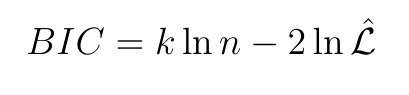 BIC = k ln n − 2 ln ℒ̂